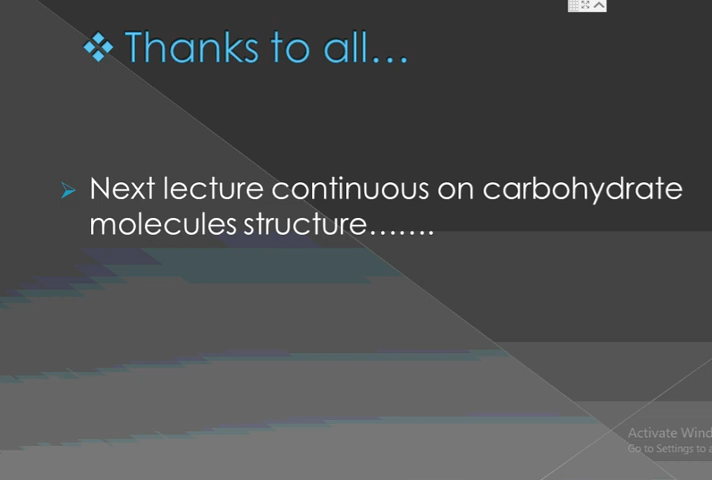 Thanks to all...
Next lecture continuous on carbohydrate
molecules structure.......
Activate Wind
Go to Settings to a